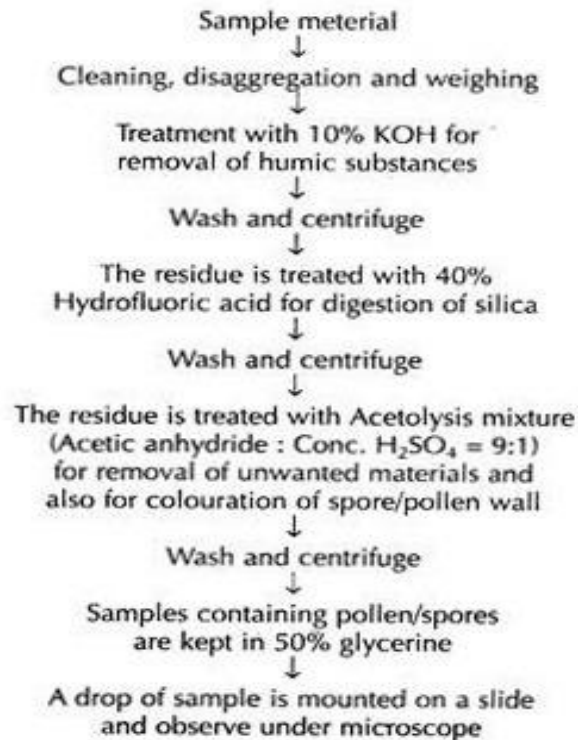 Sample meterial
↓
Cleaning, disaggregation and weighing
↓
Treatment with 10% KOH for
removal of humic substances
↓
Wash and centrifuge
↓
The residue is treated with 40%
Hydrofluoric acid for digestion of silica
↓
Wash and centrifuge
↓
The residue is treated with Acetolysis mixture
(Acetic anhydride : Conc. H₂SO₄ = 9:1)
for removal of unwanted materials and
also for colouration of spore/pollen wall
↓
Wash and centrifuge
↓
Samples containing pollen/spores
are kept in 50% glycerine
↓
A drop of sample is mounted on a slide
and observe under microscope